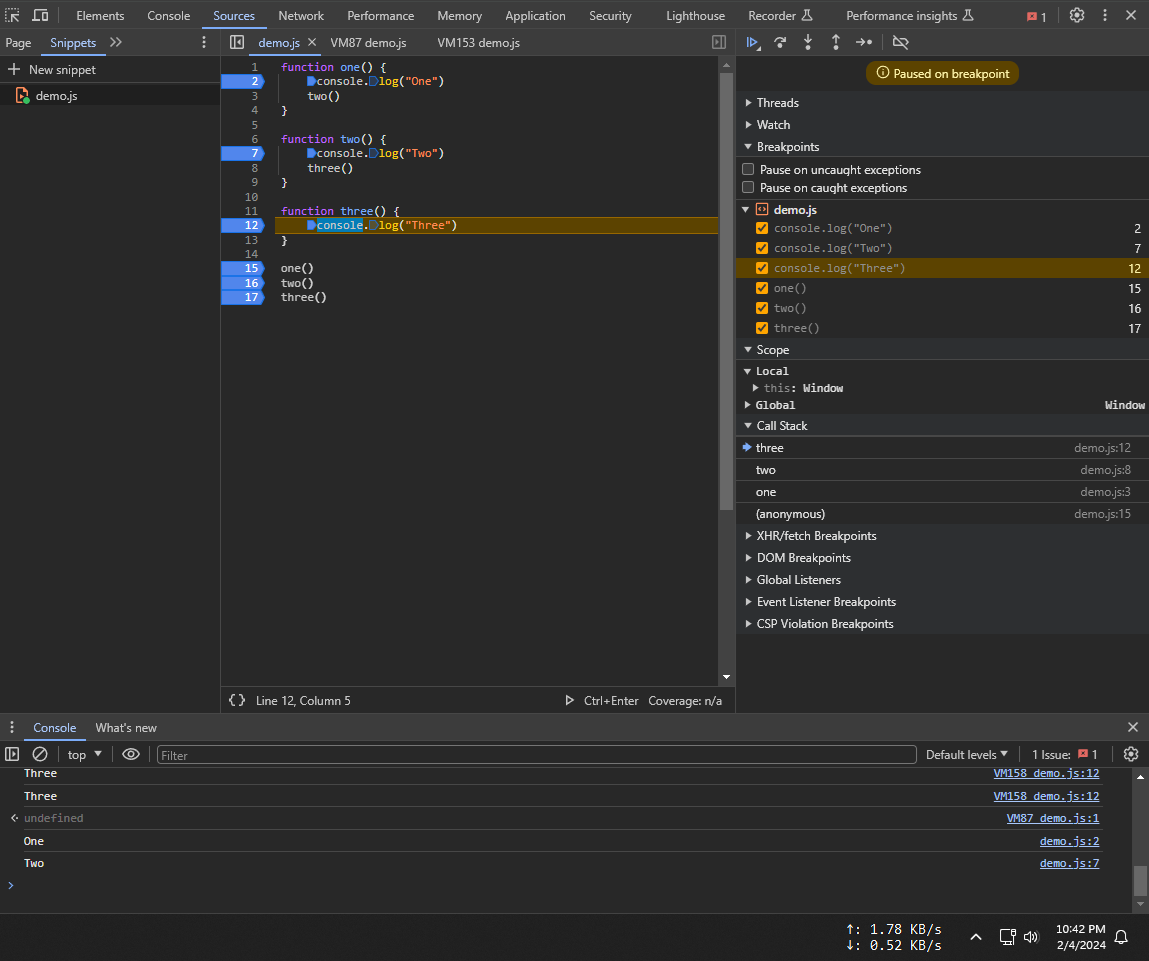 Elements Console Sources Network Performance Memory Application Security Lighthouse Recorder Performance insights 1
Page Snippets
New snippet
demo.js
demo.js VM87 demo.js VM153 demo.js
1 function one() {
2 console.log("One")
3 two()
4 }
5
6 function two() {
7 console.log("Two")
8 three()
9 }
10
11 function three() {
12 console.log("Three")
13 }
14
15 one()
16 two()
17 three()
Line 12, Column 5 Ctrl+Enter Coverage: n/a
Paused on breakpoint
Threads
Watch
Breakpoints
Pause on uncaught exceptions
Pause on caught exceptions
demo.js
console.log("One") 2
console.log("Two") 7
console.log("Three") 12
one() 15
two() 16
three() 17
Scope
Local
this: Window
Global Window
Call Stack
three demo.js:12
two demo.js:8
one demo.js:3
(anonymous) demo.js:15
XHR/fetch Breakpoints
DOM Breakpoints
Global Listeners
Event Listener Breakpoints
CSP Violation Breakpoints
Console What's new
top Filter Default levels 1 Issue: 1
Three VM158 demo.js:12
Three VM158 demo.js:12
undefined VM87 demo.js:1
One demo.js:2
Two demo.js:7
↑: 1.78 KB/s
↓: 0.52 KB/s
10:42 PM
2/4/2024